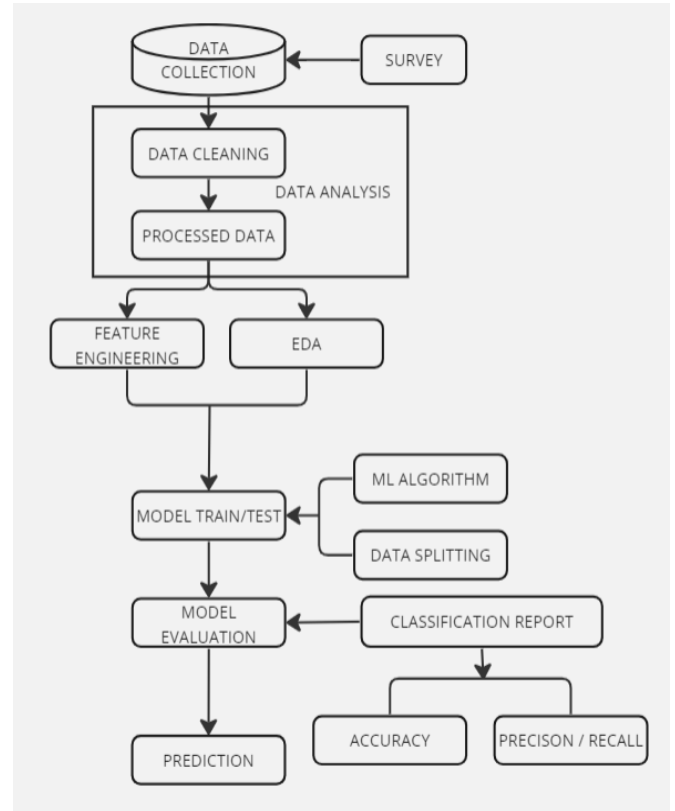 DATA
COLLECTION
SURVEY
DATA CLEANING
DATA ANALYSIS
PROCESSED DATA
FEATURE
ENGINEERING
EDA
ML ALGORITHM
MODEL TRAIN/TEST
DATA SPLITTING
MODEL
EVALUATION
CLASSIFICATION REPORT
ACCURACY
PRECISON / RECALL
PREDICTION